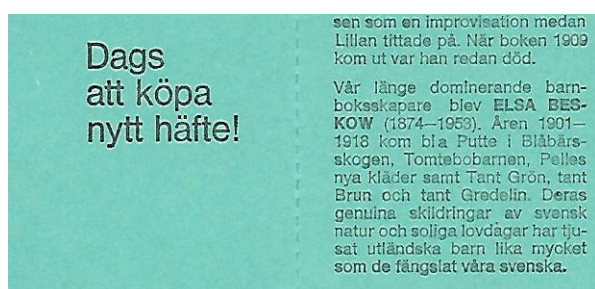 Dags
att köpa
nytt häfte!
sen som en improvisation medan
Lillan tittade på. När boken 1909
kom ut var han redan död.
Vår länge dominerande barn-
boksskapare blev ELSA BES-
KOW (1874—1953). Åren 1901—
1918 kom bl a Putte i Blåbärs-
skogen, Tomtebobarnen, Pelles
nya kläder samt Tant Grön, tant
Brun och tant Gredelin. Deras
genuina skildringar av svensk
natur och soliga lovdagar har tju-
sat utländska barn lika mycket
som de fängslat våra svenska.